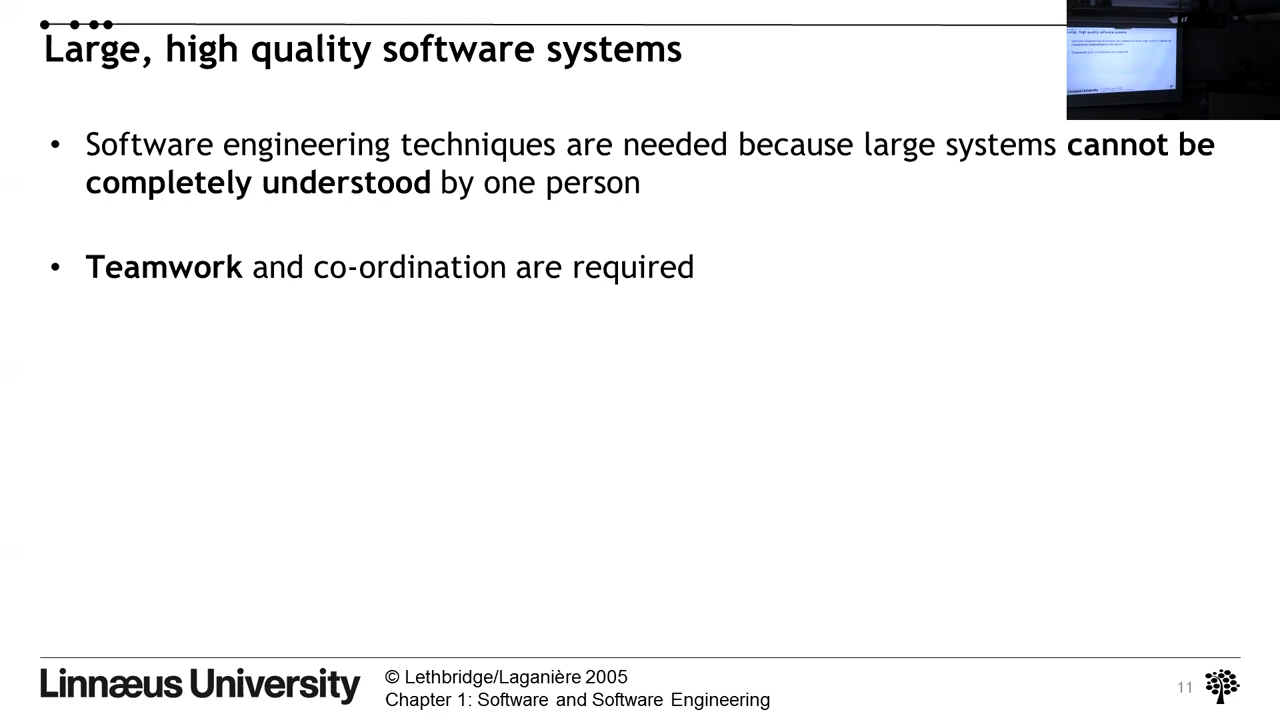 Large, high quality software systems
• Software engineering techniques are needed because large systems cannot be
completely understood by one person
• Teamwork and co-ordination are required
Linnæus University
© Lethbridge/Laganière 2005
Chapter 1: Software and Software Engineering
11